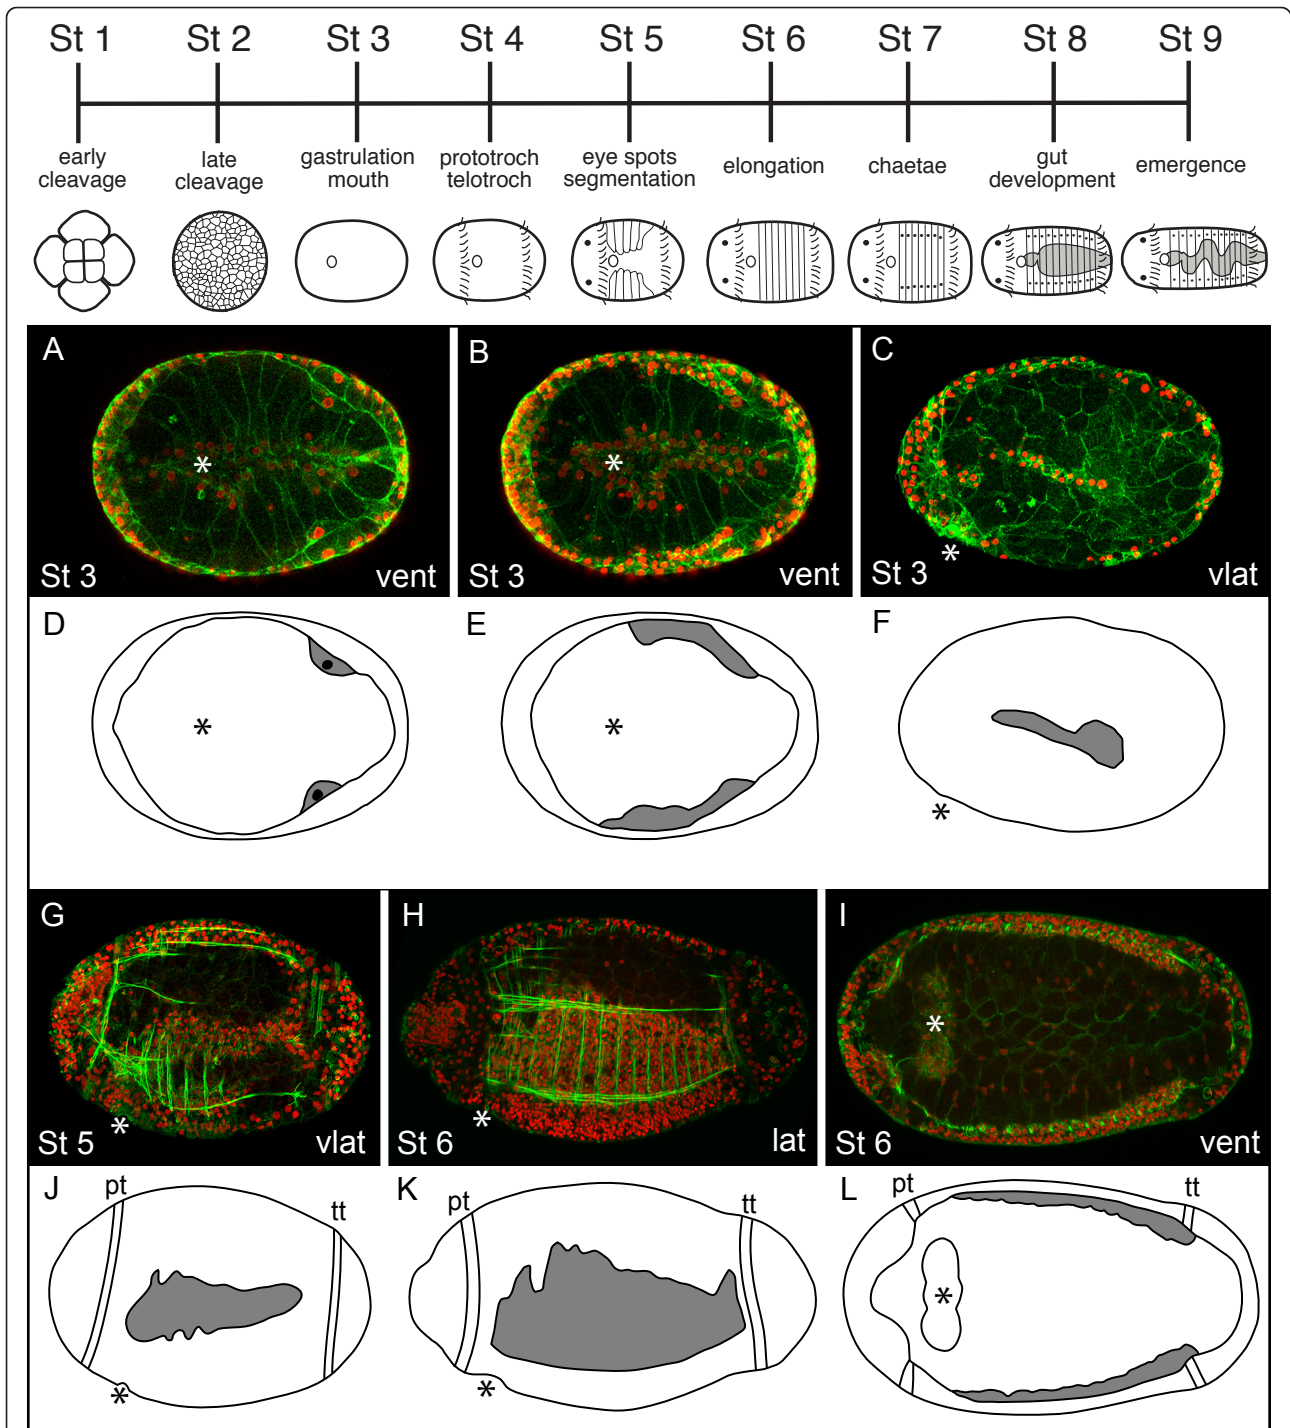 St 1 St 2 St 3 St 4 St 5 St 6 St 7 St 8 St 9
early cleavage
late cleavage
gastrulation mouth
prototroch telotroch
eye spots segmentation
elongation
chaetae
gut development
emergence
A
*
St 3 vent
B
*
St 3 vent
C
*
St 3 vlat
D
*
E
*
F
*
G
*
St 5 vlat
H
*
St 6 lat
I
*
St 6 vent
J pt tt
*
K pt tt
*
L pt tt
*